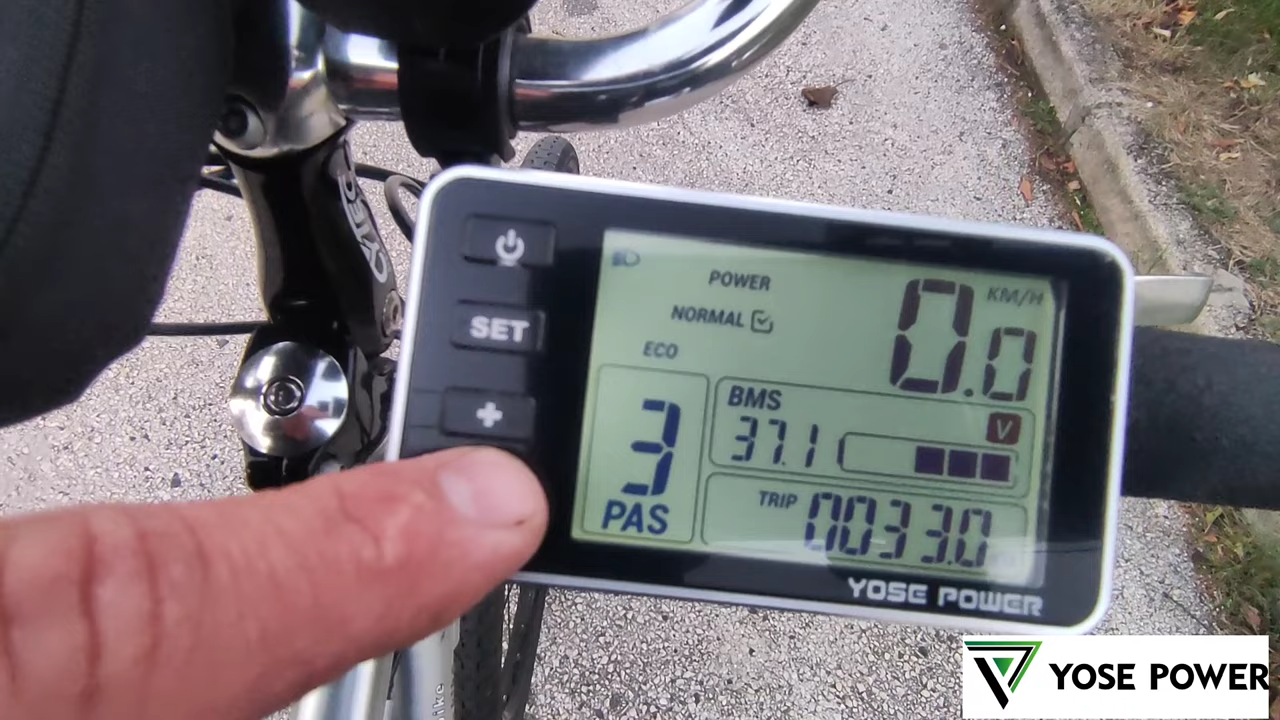 CYTEC
SET
+
POWER
KM/H
0.0
NORMAL
ECO
BMS
V
37.1
3
PAS
TRIP
0033.0
YOSE POWER
YOSE POWER